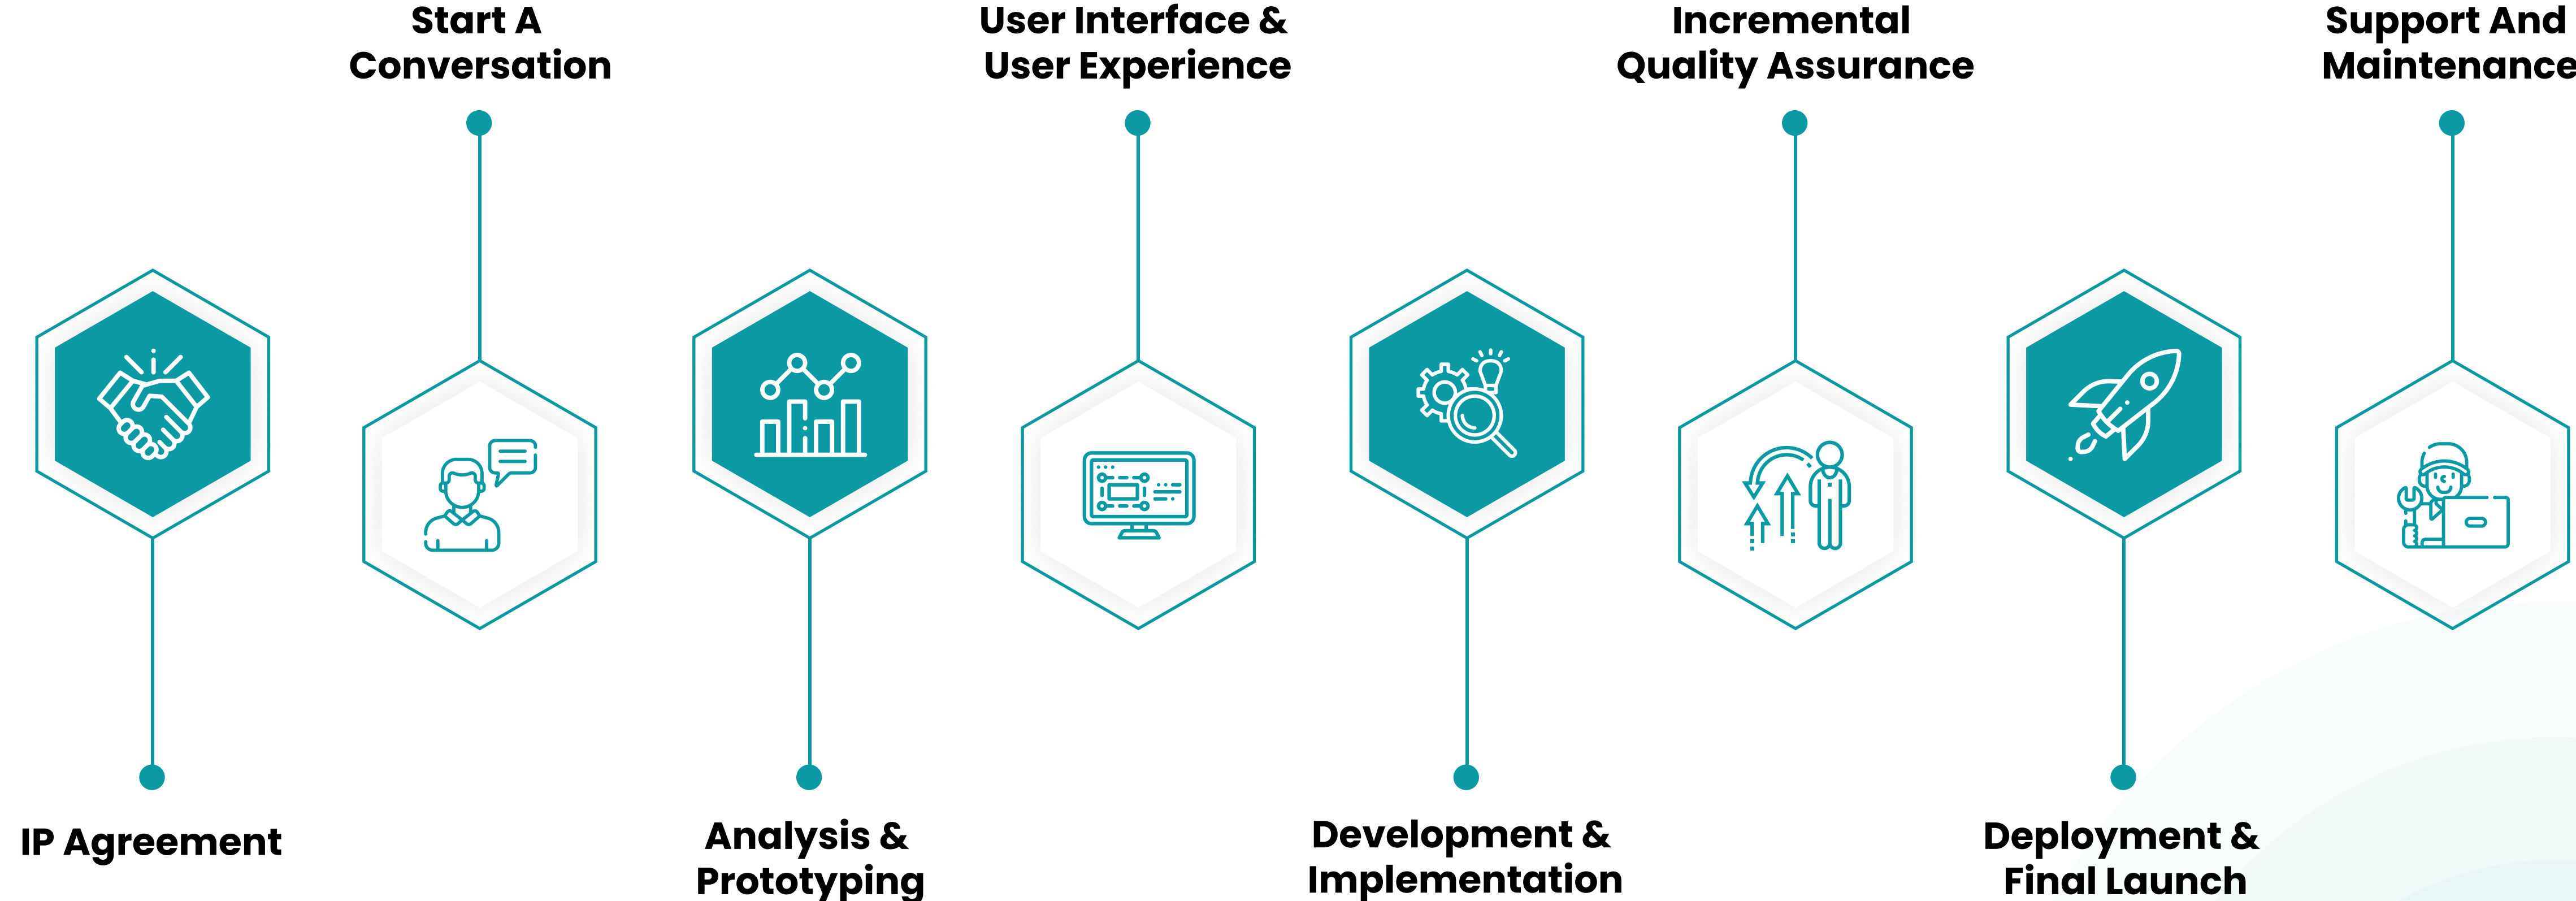 Start A
Conversation
User Interface &
User Experience
Incremental
Quality Assurance
Support And
Maintenance
IP Agreement
Analysis &
Prototyping
Development &
Implementation
Deployment &
Final Launch